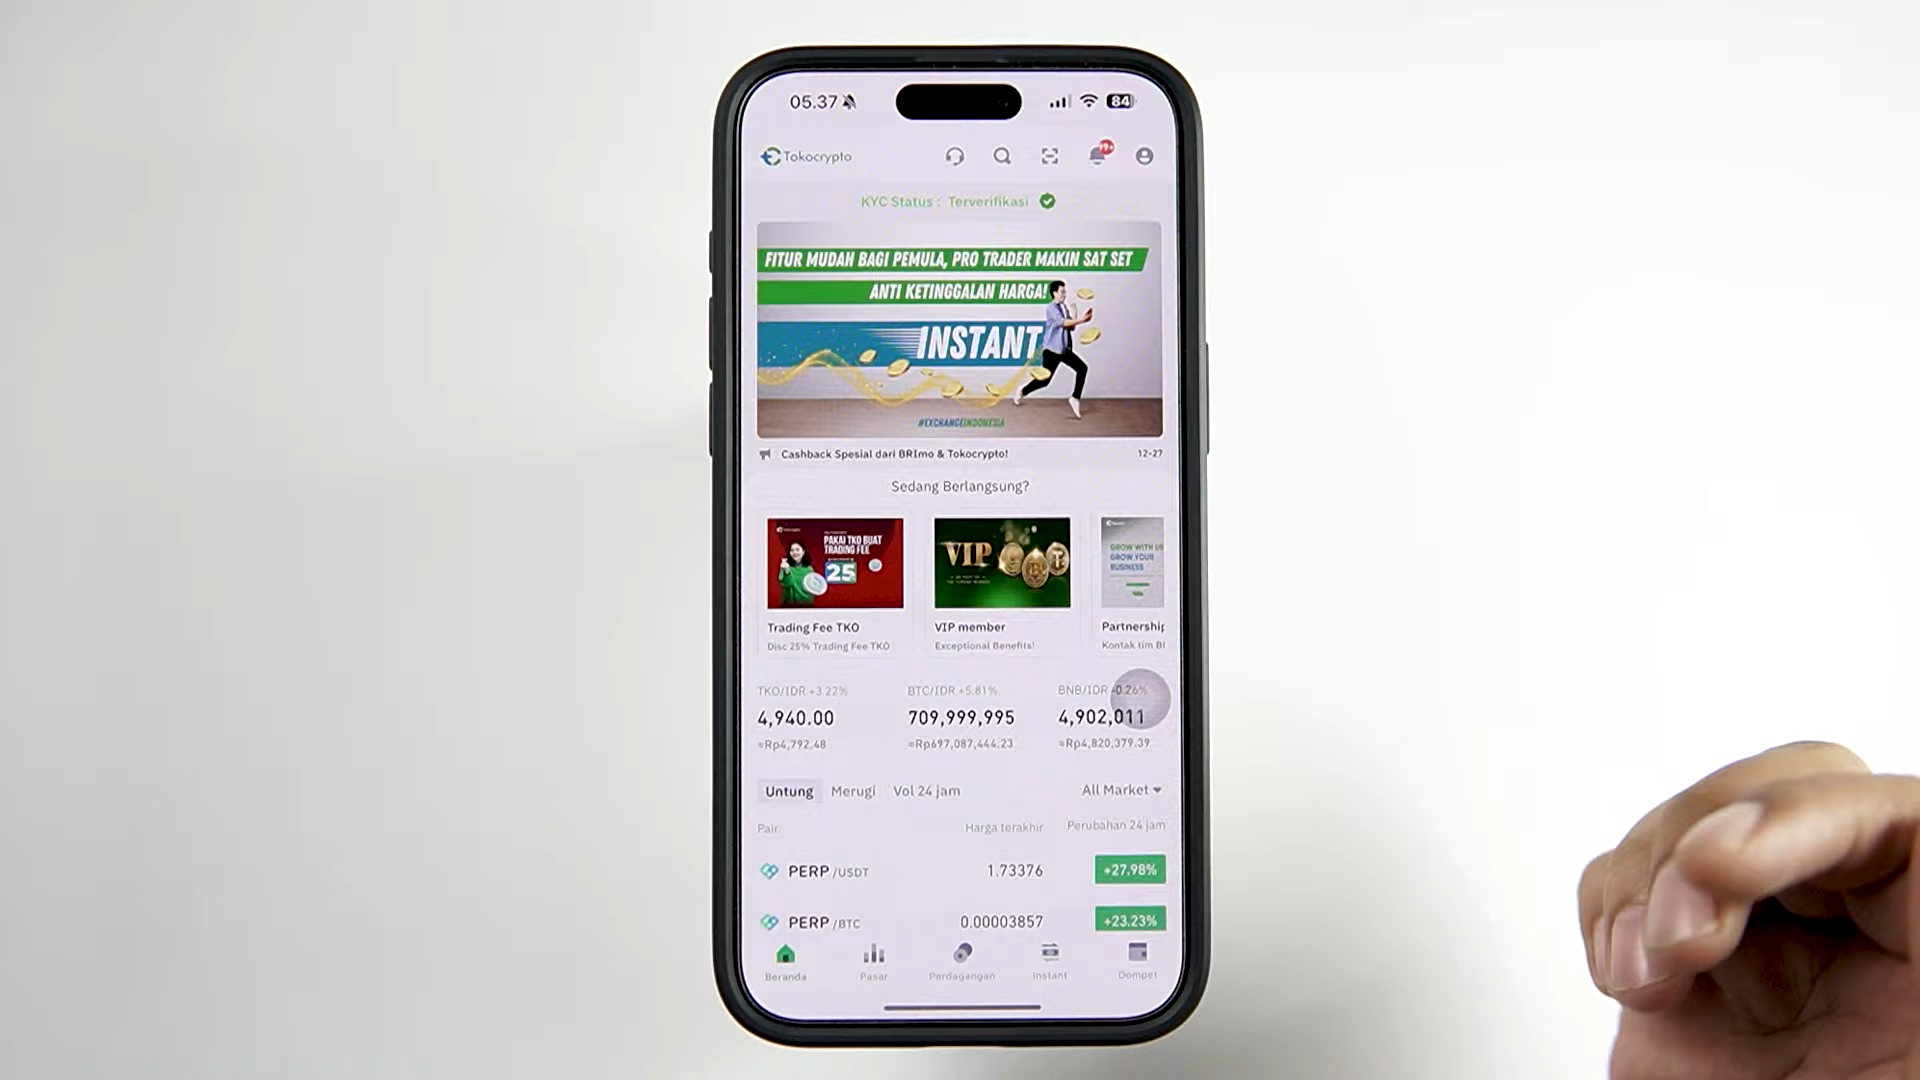 05.37
84
Tokocrypto
99+
KYC Status : Terverifikasi
FITUR MUDAH BAGI PEMULA, PRO TRADER MAKIN SAT SET
ANTI KETINGGALAN HARGA!
INSTANT
#EXCHANGEINDONESIA
Cashback Spesial dari BRImo & Tokocrypto!
12-27
Sedang Berlangsung?
PAKAI TKO BUAT
TRADING FEE
25
VIP
GROW WITH US
GROW YOUR
BUSINESS
Trading Fee TKO
VIP member
Partnership
Disc 25% Trading Fee TKO
Exceptional Benefits!
Kontak tim BI
TKO/IDR +3.22%
BTC/IDR +5.81%
BNB/IDR -0.26%
4,940.00
709,999,995
4,902,011
≈Rp4,792.48
≈Rp697,087,444.23
≈Rp4,820,379.39
Untung
Merugi
Vol 24 jam
All Market
Pair
Harga terakhir
Perubahan 24 jam
PERP /USDT
1.73376
+27.98%
PERP /BTC
0.00003857
+23.23%
Beranda
Pasar
Perdagangan
Instant
Dompet